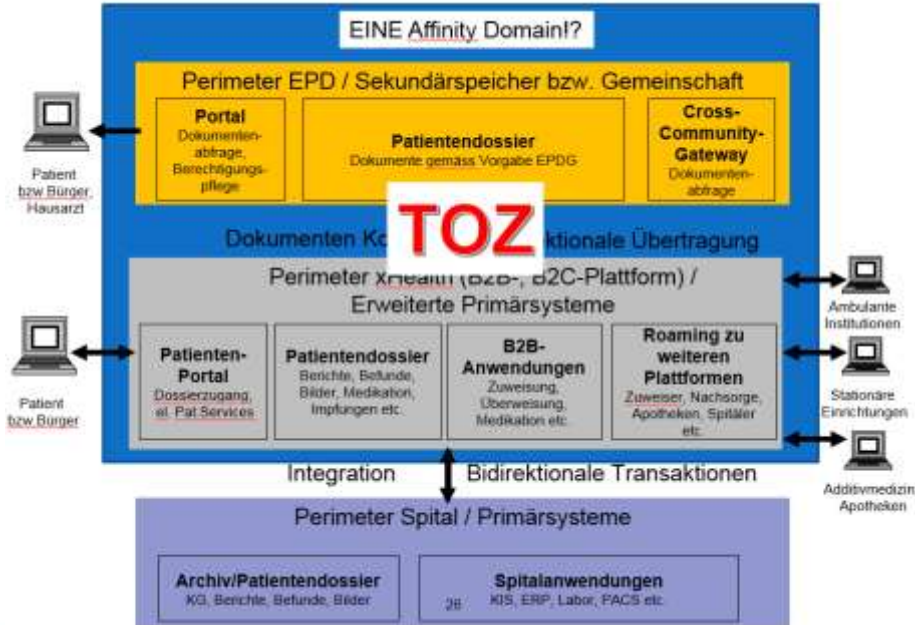 EINE Affinity Domain!?
Perimeter EPD / Sekundärspeicher bzw. Gemeinschaft
Portal
Dokumenten-
abfrage,
Berechtigungs-
pflege
Patientendossier
Dokumente gemäss Vorgabe EPDG
Cross-
Community-
Gateway
Dokumenten-
abfrage
Patient
bzw Bürger,
Hausarzt
TOZ
Dokumenten Ko ktionale Übertragung
Perimeter xHealth (B2B-, B2C-Plattform) /
Erweiterte Primärsysteme
Patienten-
Portal
Dossierzugang,
el. Pat.Services
Patientendossier
Berichte, Befunde,
Bilder, Medikation,
Impfungen etc.
B2B-
Anwendungen
Zuweisung,
Überweisung,
Medikation etc.
Roaming zu
weiteren
Plattformen
Zuweiser, Nachsorge,
Apotheken, Spitäler
etc.
Patient
bzw Bürger
Ambulante
Institutionen
Stationäre
Einrichtungen
Additivmedizin
Apotheken
Integration Bidirektionale Transaktionen
Perimeter Spital / Primärsysteme
Archiv/Patientendossier
KG, Berichte, Befunde, Bilder
Spitalanwendungen
KIS, ERP, Labor, PACS etc.
26